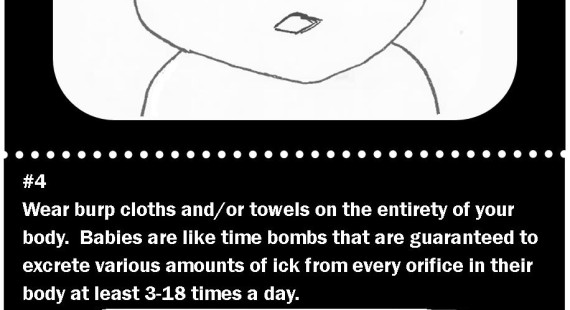 #4
Wear burp cloths and/or towels on the entirety of your
body.  Babies are like time bombs that are guaranteed to
excrete various amounts of ick from every orifice in their
body at least 3-18 times a day.